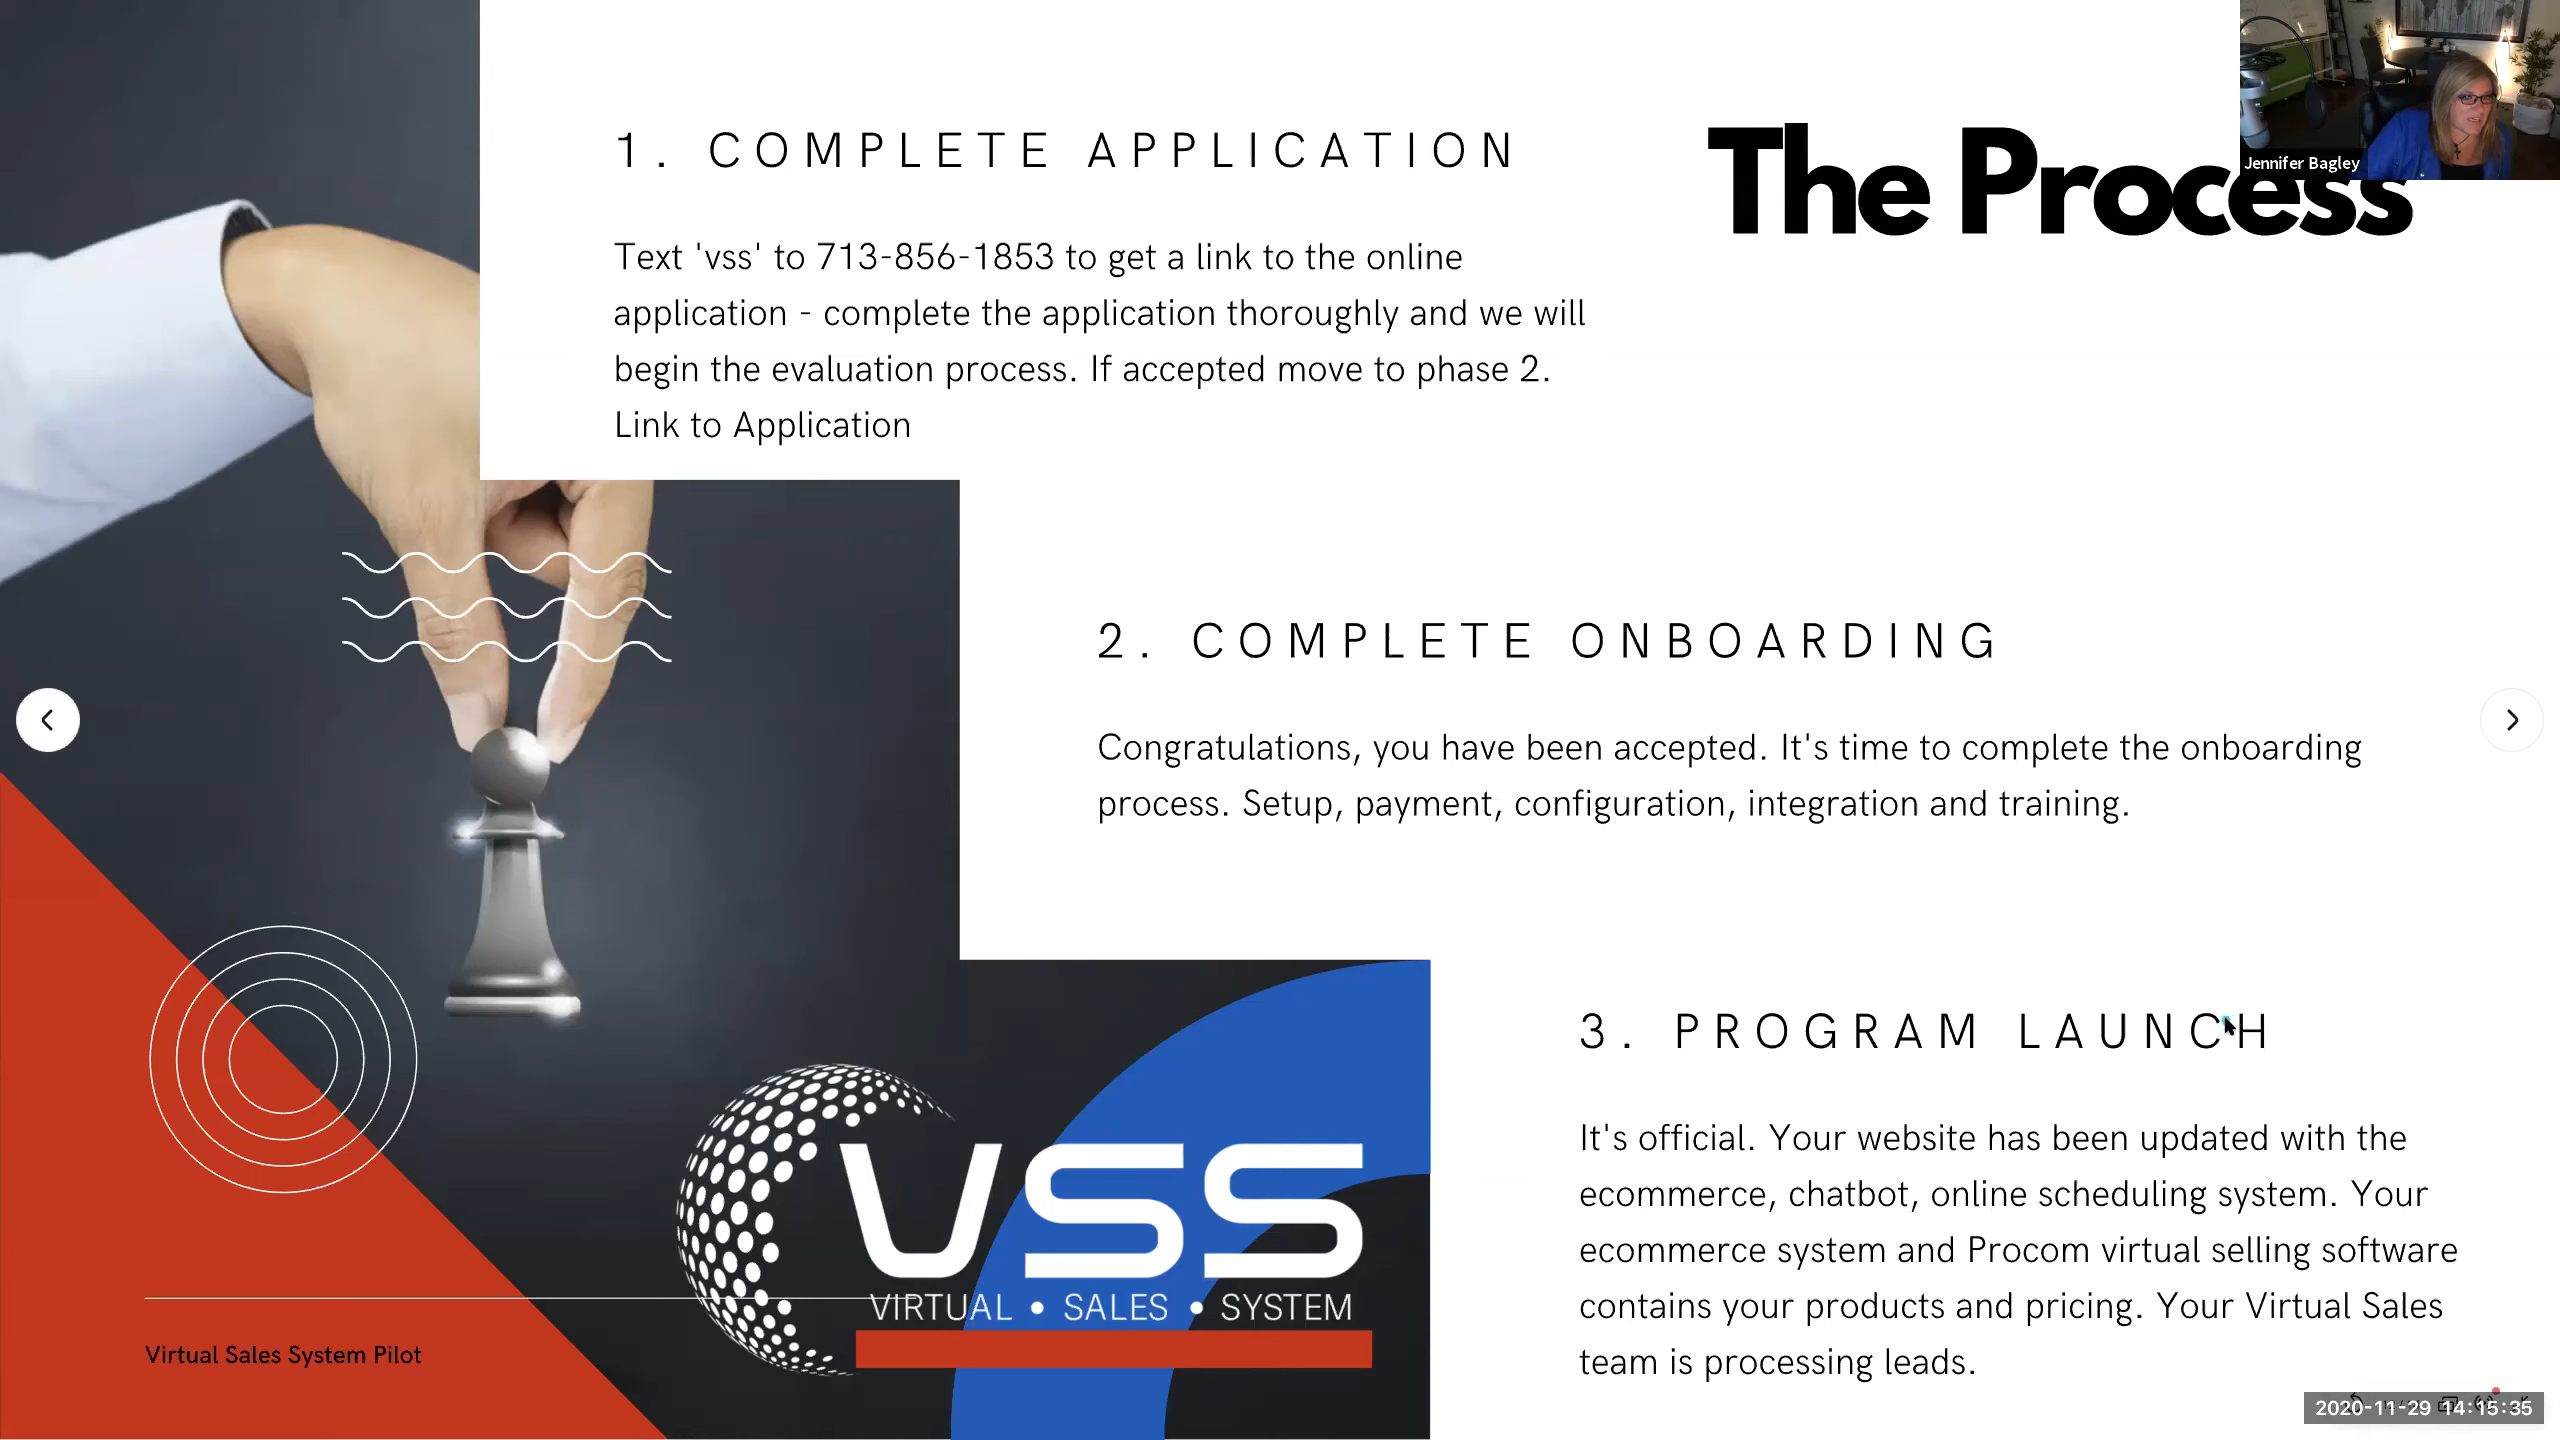 1. COMPLETE APPLICATION
Text 'vss' to 713-856-1853 to get a link to the online
application - complete the application thoroughly and we will
begin the evaluation process. If accepted move to phase 2.
Link to Application
The Process
Jennifer Bagley
2. COMPLETE ONBOARDING
Congratulations, you have been accepted. It's time to complete the onboarding
process. Setup, payment, configuration, integration and training.
3. PROGRAM LAUNCH
It's official. Your website has been updated with the
ecommerce, chatbot, online scheduling system. Your
ecommerce system and Procom virtual selling software
contains your products and pricing. Your Virtual Sales
team is processing leads.
VSS
VIRTUAL • SALES • SYSTEM
Virtual Sales System Pilot
2020-11-29 14:15:35